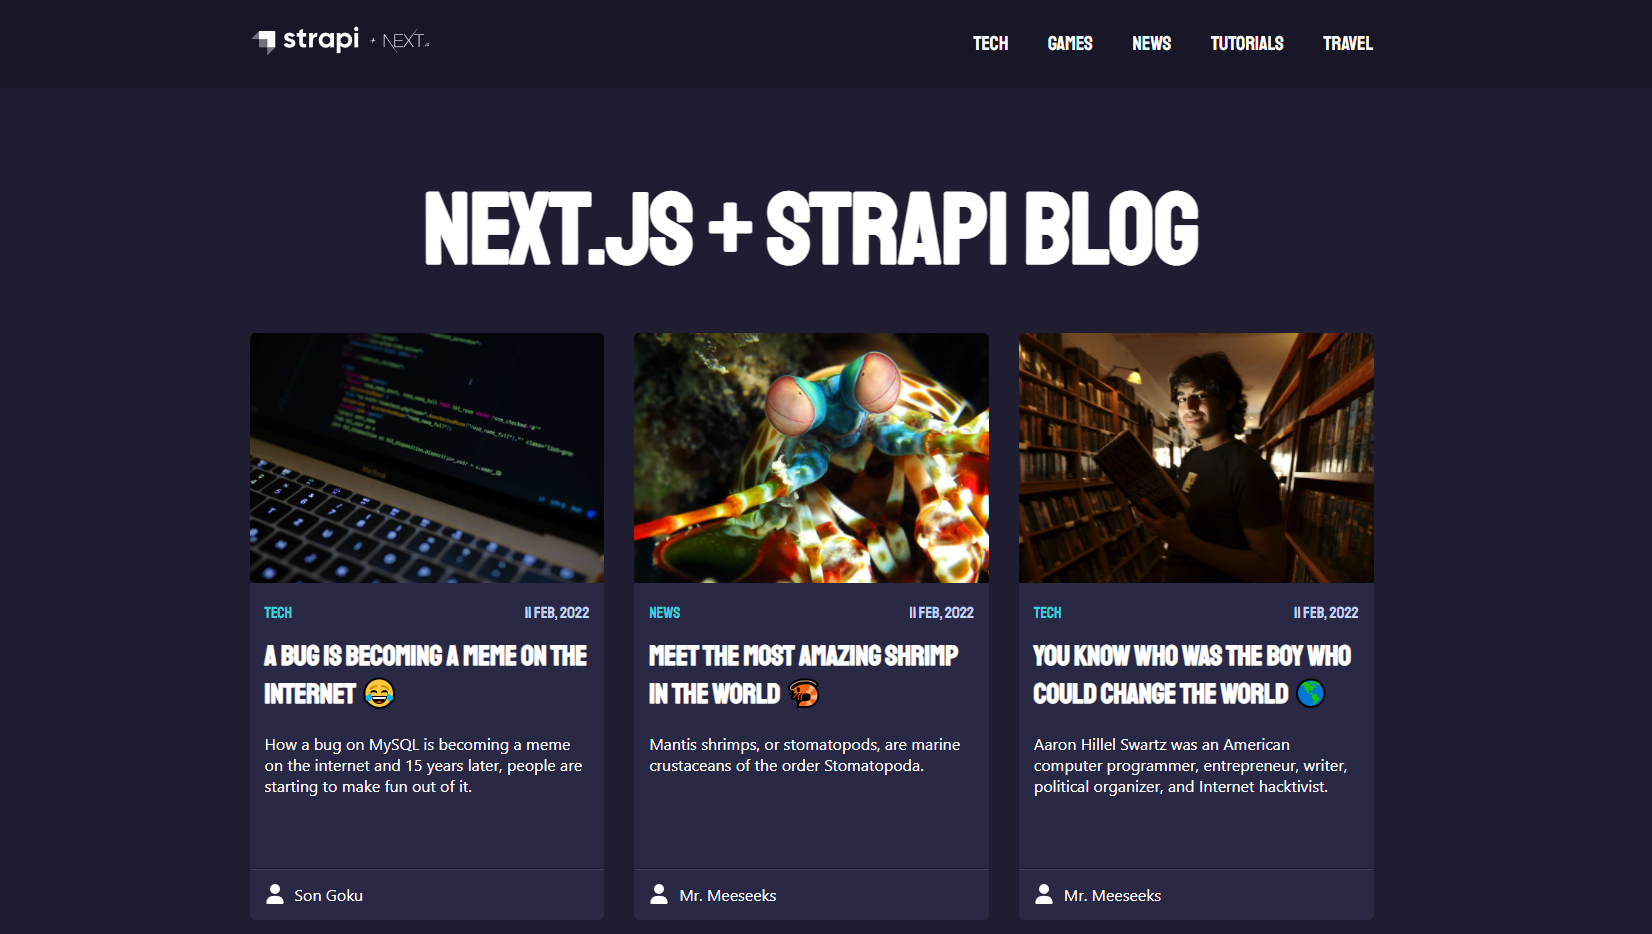 strapi + NEXT.JS
TECH GAMES NEWS TUTORIALS TRAVEL
NEXT.JS + STRAPI BLOG
MacBook
TECH 11 FEB, 2022
A BUG IS BECOMING A MEME ON THE
INTERNET 😂
How a bug on MySQL is becoming a meme
on the internet and 15 years later, people are
starting to make fun out of it.
Son Goku
NEWS 11 FEB, 2022
MEET THE MOST AMAZING SHRIMP
IN THE WORLD 🦐
Mantis shrimps, or stomatopods, are marine
crustaceans of the order Stomatopoda.
Mr. Meeseeks
TECH 11 FEB, 2022
YOU KNOW WHO WAS THE BOY WHO
COULD CHANGE THE WORLD 🌎
Aaron Hillel Swartz was an American
computer programmer, entrepreneur, writer,
political organizer, and Internet hacktivist.
Mr. Meeseeks